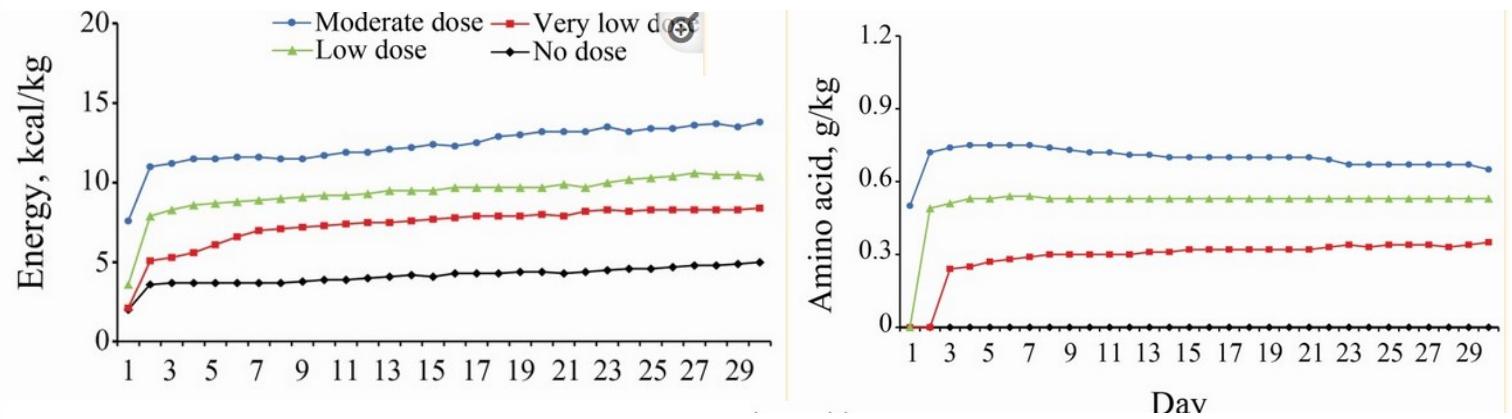 Energy, kcal/kg
20
15
10
5
0
Moderate dose
Very low dose
Low dose
No dose
1 3 5 7 9 11 13 15 17 19 21 23 25 27 29
Amino acid, g/kg
1.2
0.9
0.6
0.3
0
1 3 5 7 9 11 13 15 17 19 21 23 25 27 29
Day